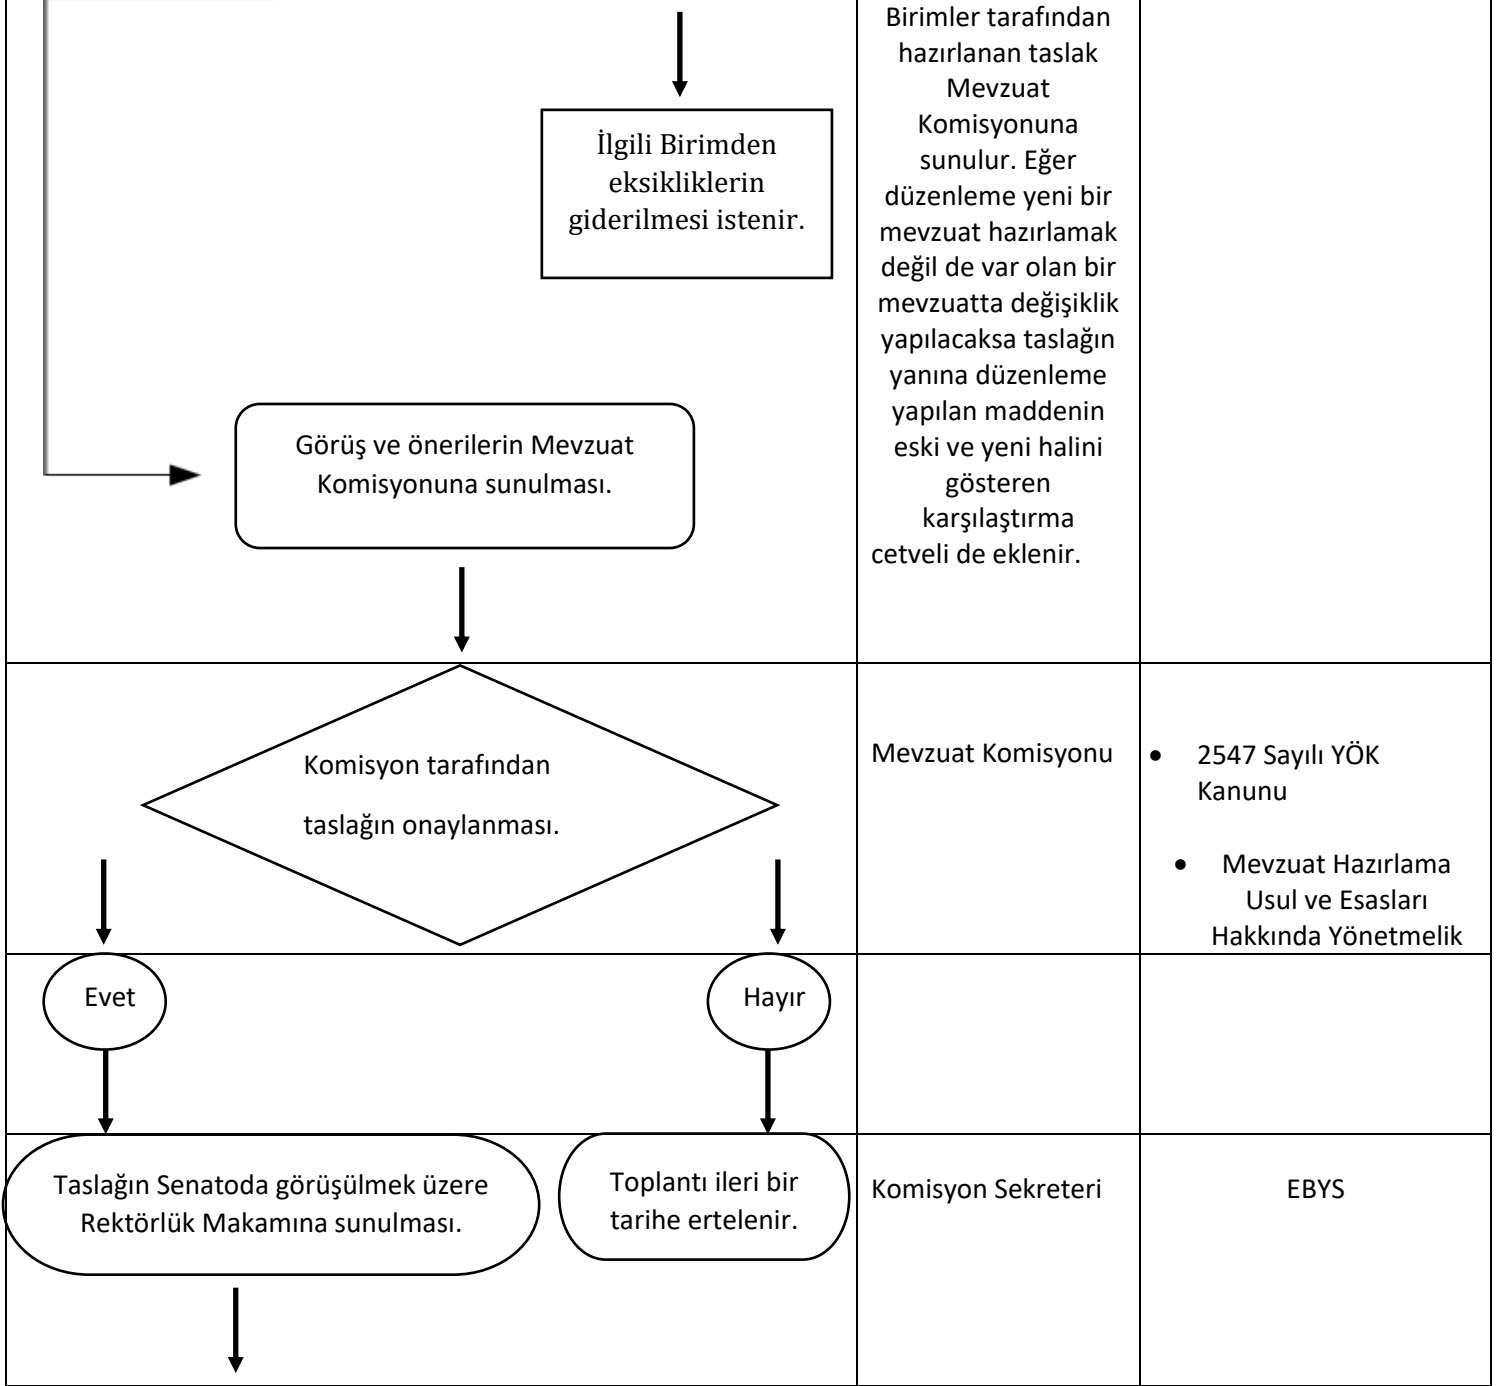 Birimler tarafından
hazırlanan taslak
Mevzuat
Komisyonuna
sunulur. Eğer
düzenleme yeni bir
mevzuat hazırlamak
değil de var olan bir
mevzuatta değişiklik
yapılacaksa taslağın
yanına düzenleme
yapılan maddenin
eski ve yeni halini
gösteren
karşılaştırma
cetveli de eklenir.
İlgili Birimden
eksikliklerin
giderilmesi istenir.
Görüş ve önerilerin Mevzuat
Komisyonuna sunulması.
Komisyon tarafından
taslağın onaylanması.
Mevzuat Komisyonu
• 2547 Sayılı YÖK
Kanunu
• Mevzuat Hazırlama
Usul ve Esasları
Hakkında Yönetmelik
Evet
Hayır
Taslağın Senatoda görüşülmek üzere
Rektörlük Makamına sunulması.
Toplantı ileri bir
tarihe ertelenir.
Komisyon Sekreteri
EBYS